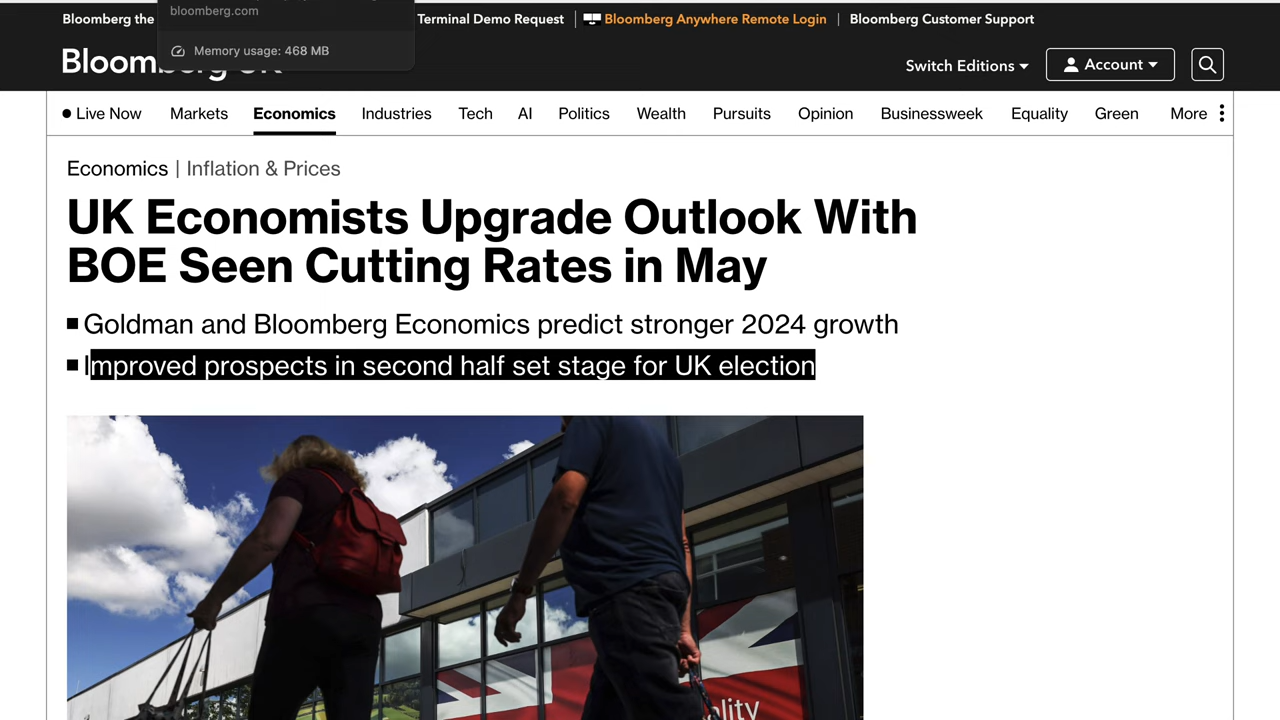 bloomberg.com
Memory usage: 468 MB
Bloomberg the
Terminal Demo Request
Bloomberg Anywhere Remote Login
Bloomberg Customer Support
Bloomberg UK
Switch Editions
Account
Live Now Markets Economics Industries Tech AI Politics Wealth Pursuits Opinion Businessweek Equality Green More
Economics | Inflation & Prices
UK Economists Upgrade Outlook With
BOE Seen Cutting Rates in May
Goldman and Bloomberg Economics predict stronger 2024 growth
Improved prospects in second half set stage for UK election